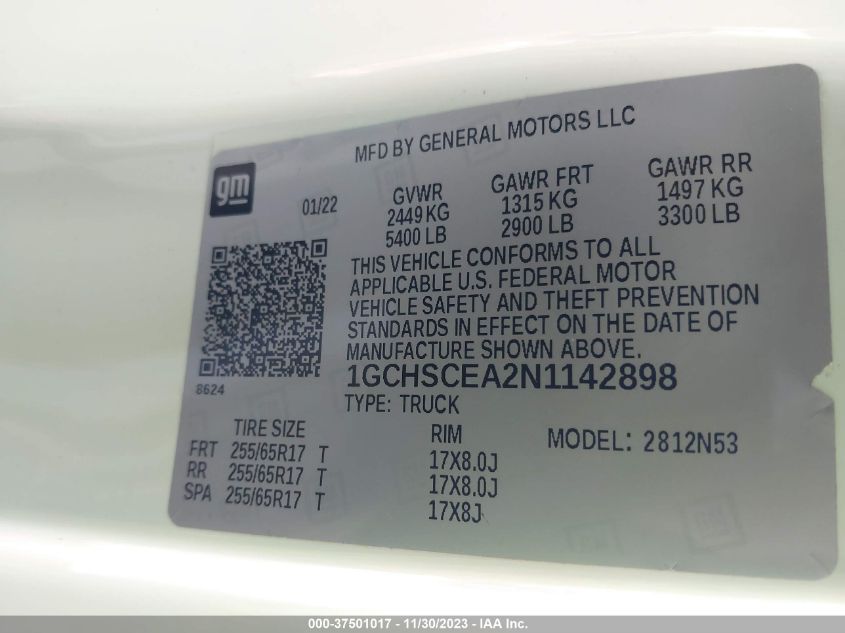 MFD BY GENERAL MOTORS LLC
gm
01/22
GVWR GAWR FRT GAWR RR
2449 KG 1315 KG 1497 KG
5400 LB 2900 LB 3300 LB
THIS VEHICLE CONFORMS TO ALL
APPLICABLE U.S. FEDERAL MOTOR
VEHICLE SAFETY AND THEFT PREVENTION
STANDARDS IN EFFECT ON THE DATE OF
MANUFACTURE SHOWN ABOVE.
8624
1GCHSCEA2N1142898
TYPE: TRUCK
TIRE SIZE RIM MODEL: 2812N53
FRT 255/65R17 T 17X8.0J
RR 255/65R17 T 17X8.0J
SPA 255/65R17 T 17X8J
000-37501017 - 11/30/2023 - IAA Inc.